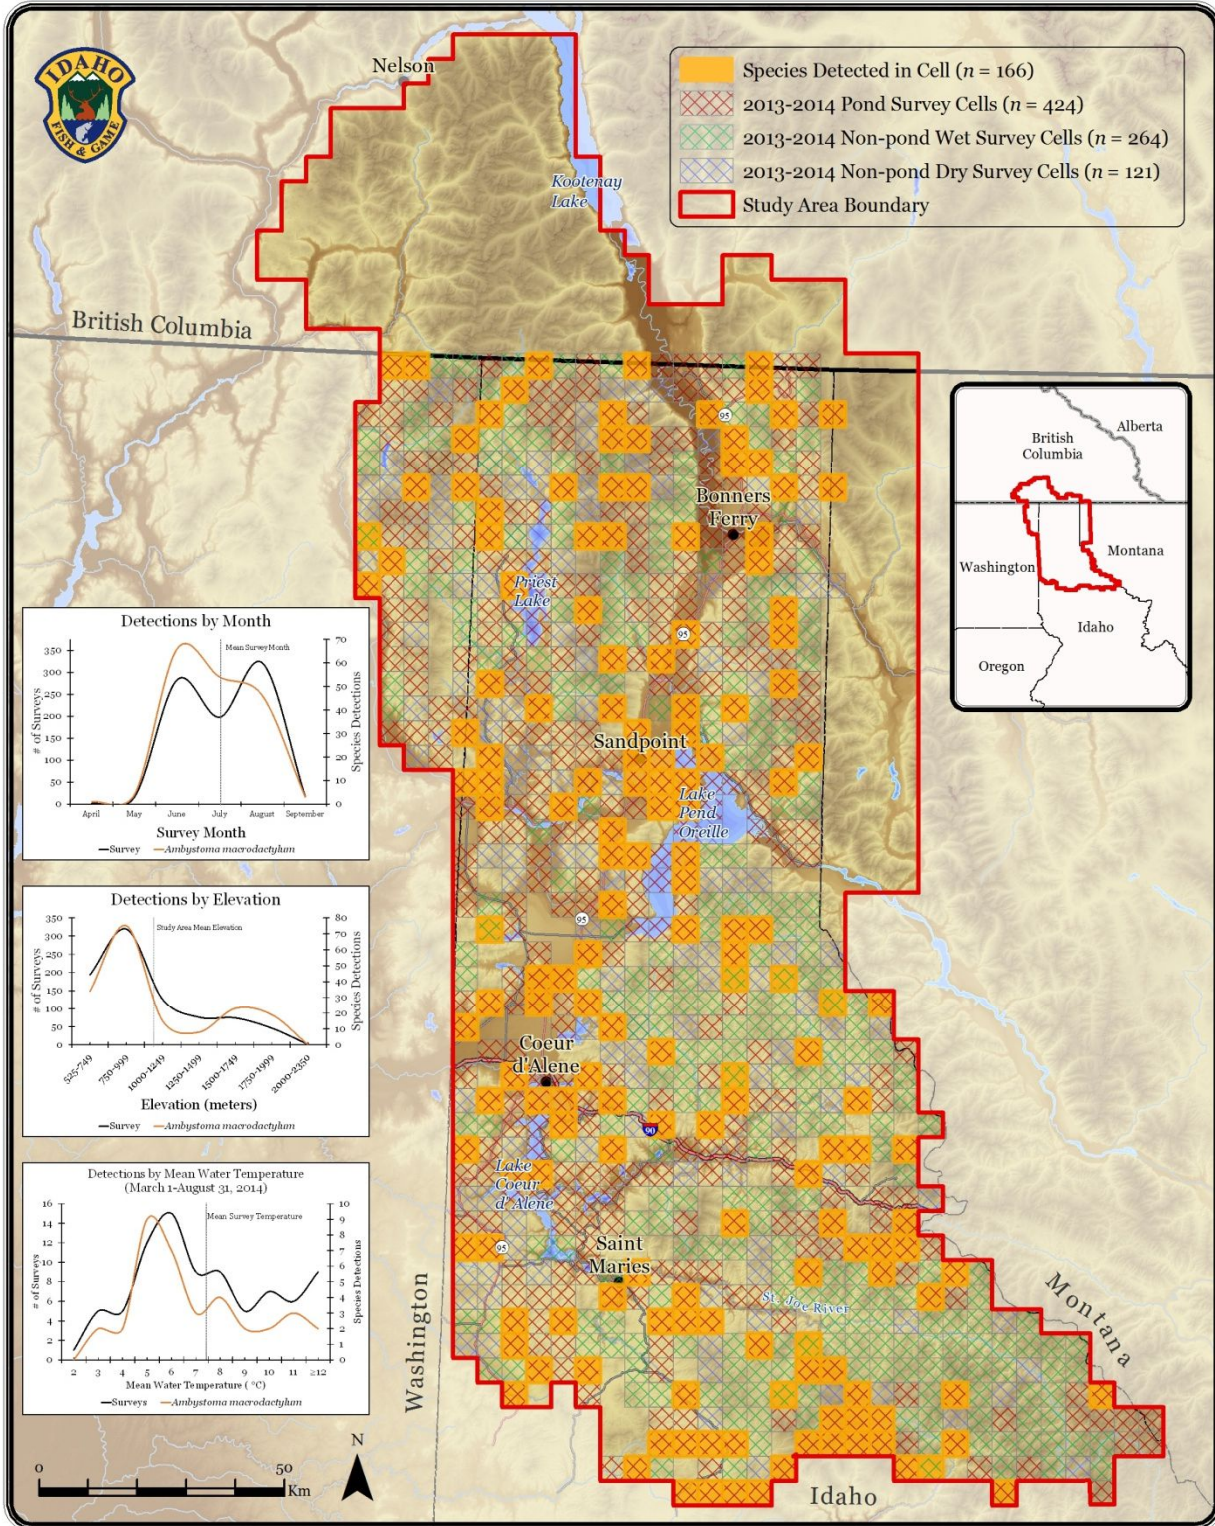 IDAHO
FISH & GAME
Nelson
Kootenay
Lake
Species Detected in Cell (n = 166)
2013-2014 Pond Survey Cells (n = 424)
2013-2014 Non-pond Wet Survey Cells (n = 264)
2013-2014 Non-pond Dry Survey Cells (n = 121)
Study Area Boundary
British Columbia
95
Bonners
Ferry
Priest
Lake
95
Sandpoint
Lake
Pend
Oreille
95
Coeur
d'Alene
90
Lake
Coeur
d'Alene
95
Saint
Maries
St. Joe River
Washington
Montana
Idaho
British
Columbia
Alberta
Washington
Montana
Idaho
Oregon
Detections by Month
# of Surveys
350
300
250
200
150
100
50
0
Mean Survey Month
70
60
50
40
30
20
10
0
Species Detections
April May June July August September
Survey Month
Survey Ambystoma macrodactylum
Detections by Elevation
# of Surveys
350
300
250
200
150
100
50
0
Study Area Mean Elevation
80
70
60
50
40
30
20
10
0
Species Detections
525-749 750-999 1000-1249 1250-1499 1500-1749 1750-1999 2000-2350
Elevation (meters)
Survey Ambystoma macrodactylum
Detections by Mean Water Temperature
(March 1-August 31, 2014)
# of Surveys
16
14
12
10
8
6
4
2
0
Mean Survey Temperature
10
9
8
7
6
5
4
3
2
1
0
Species Detections
2 3 4 5 6 7 8 9 10 11 ≥12
Mean Water Temperature ( °C)
Surveys Ambystoma macrodactylum
0 50
Km
N